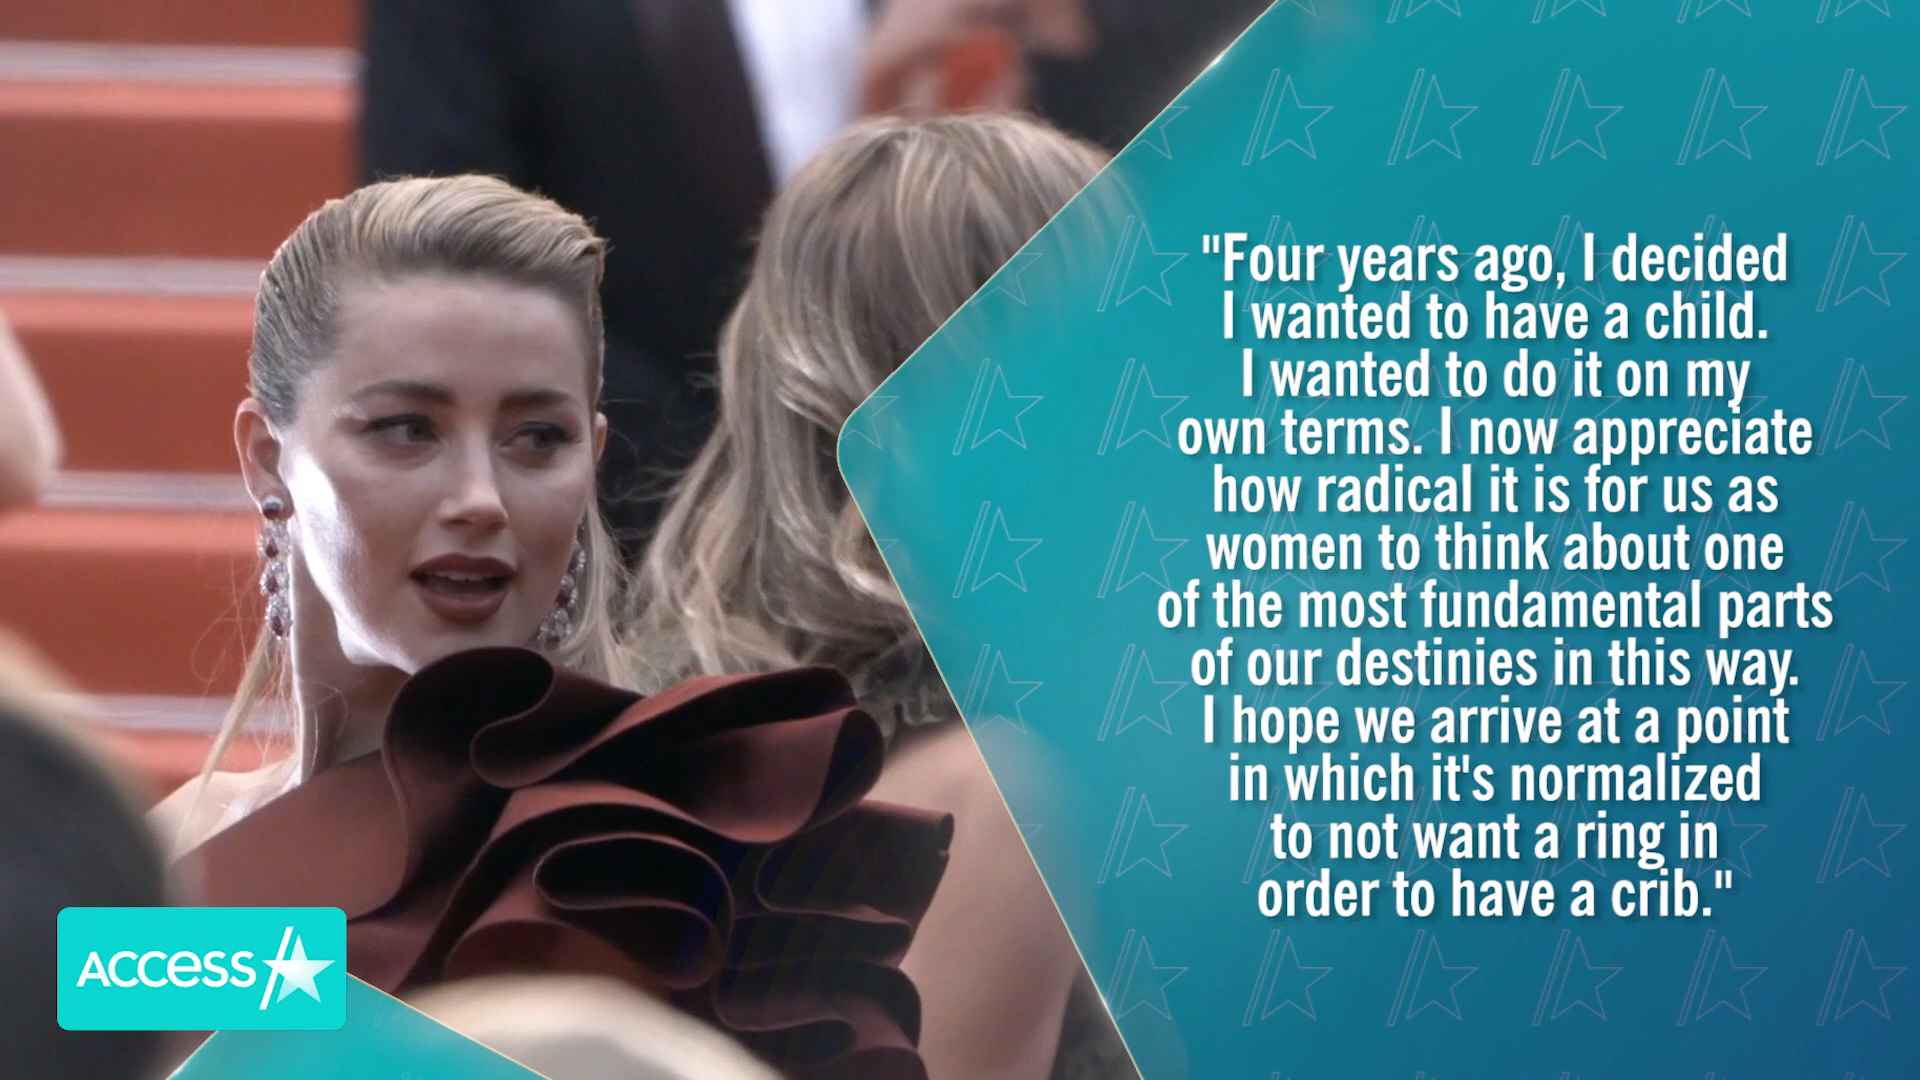 "Four years ago, I decided
I wanted to have a child.
I wanted to do it on my
own terms. I now appreciate
how radical it is for us as
women to think about one
of the most fundamental parts
of our destinies in this way.
I hope we arrive at a point
in which it's normalized
to not want a ring in
order to have a crib."
ACCESS